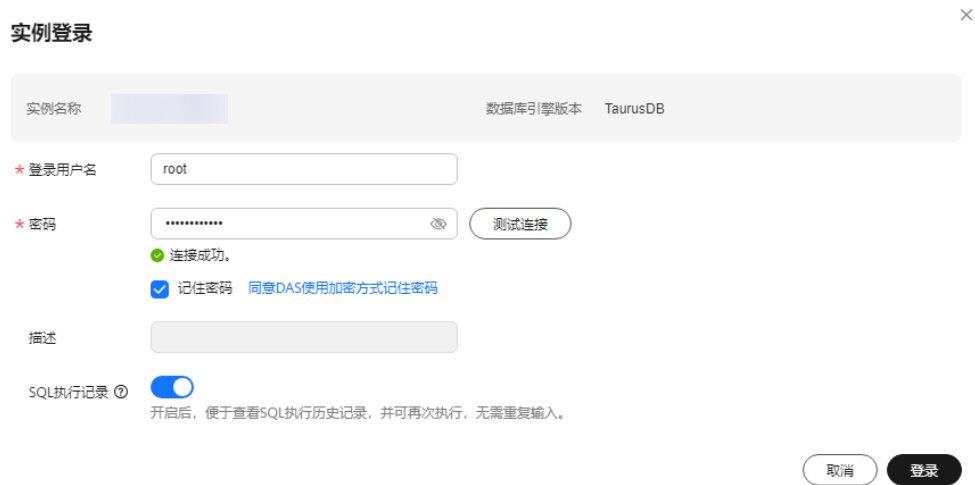 实例登录
实例名称 数据库引擎版本 TaurusDB
* 登录用户名 root
* 密码 •••••••••••• 测试连接
连接成功。
记住密码 同意DAS使用加密方式记住密码
描述
SQL执行记录 ?
开启后，便于查看SQL执行历史记录，并可再次执行，无需重复输入。
取消 登录